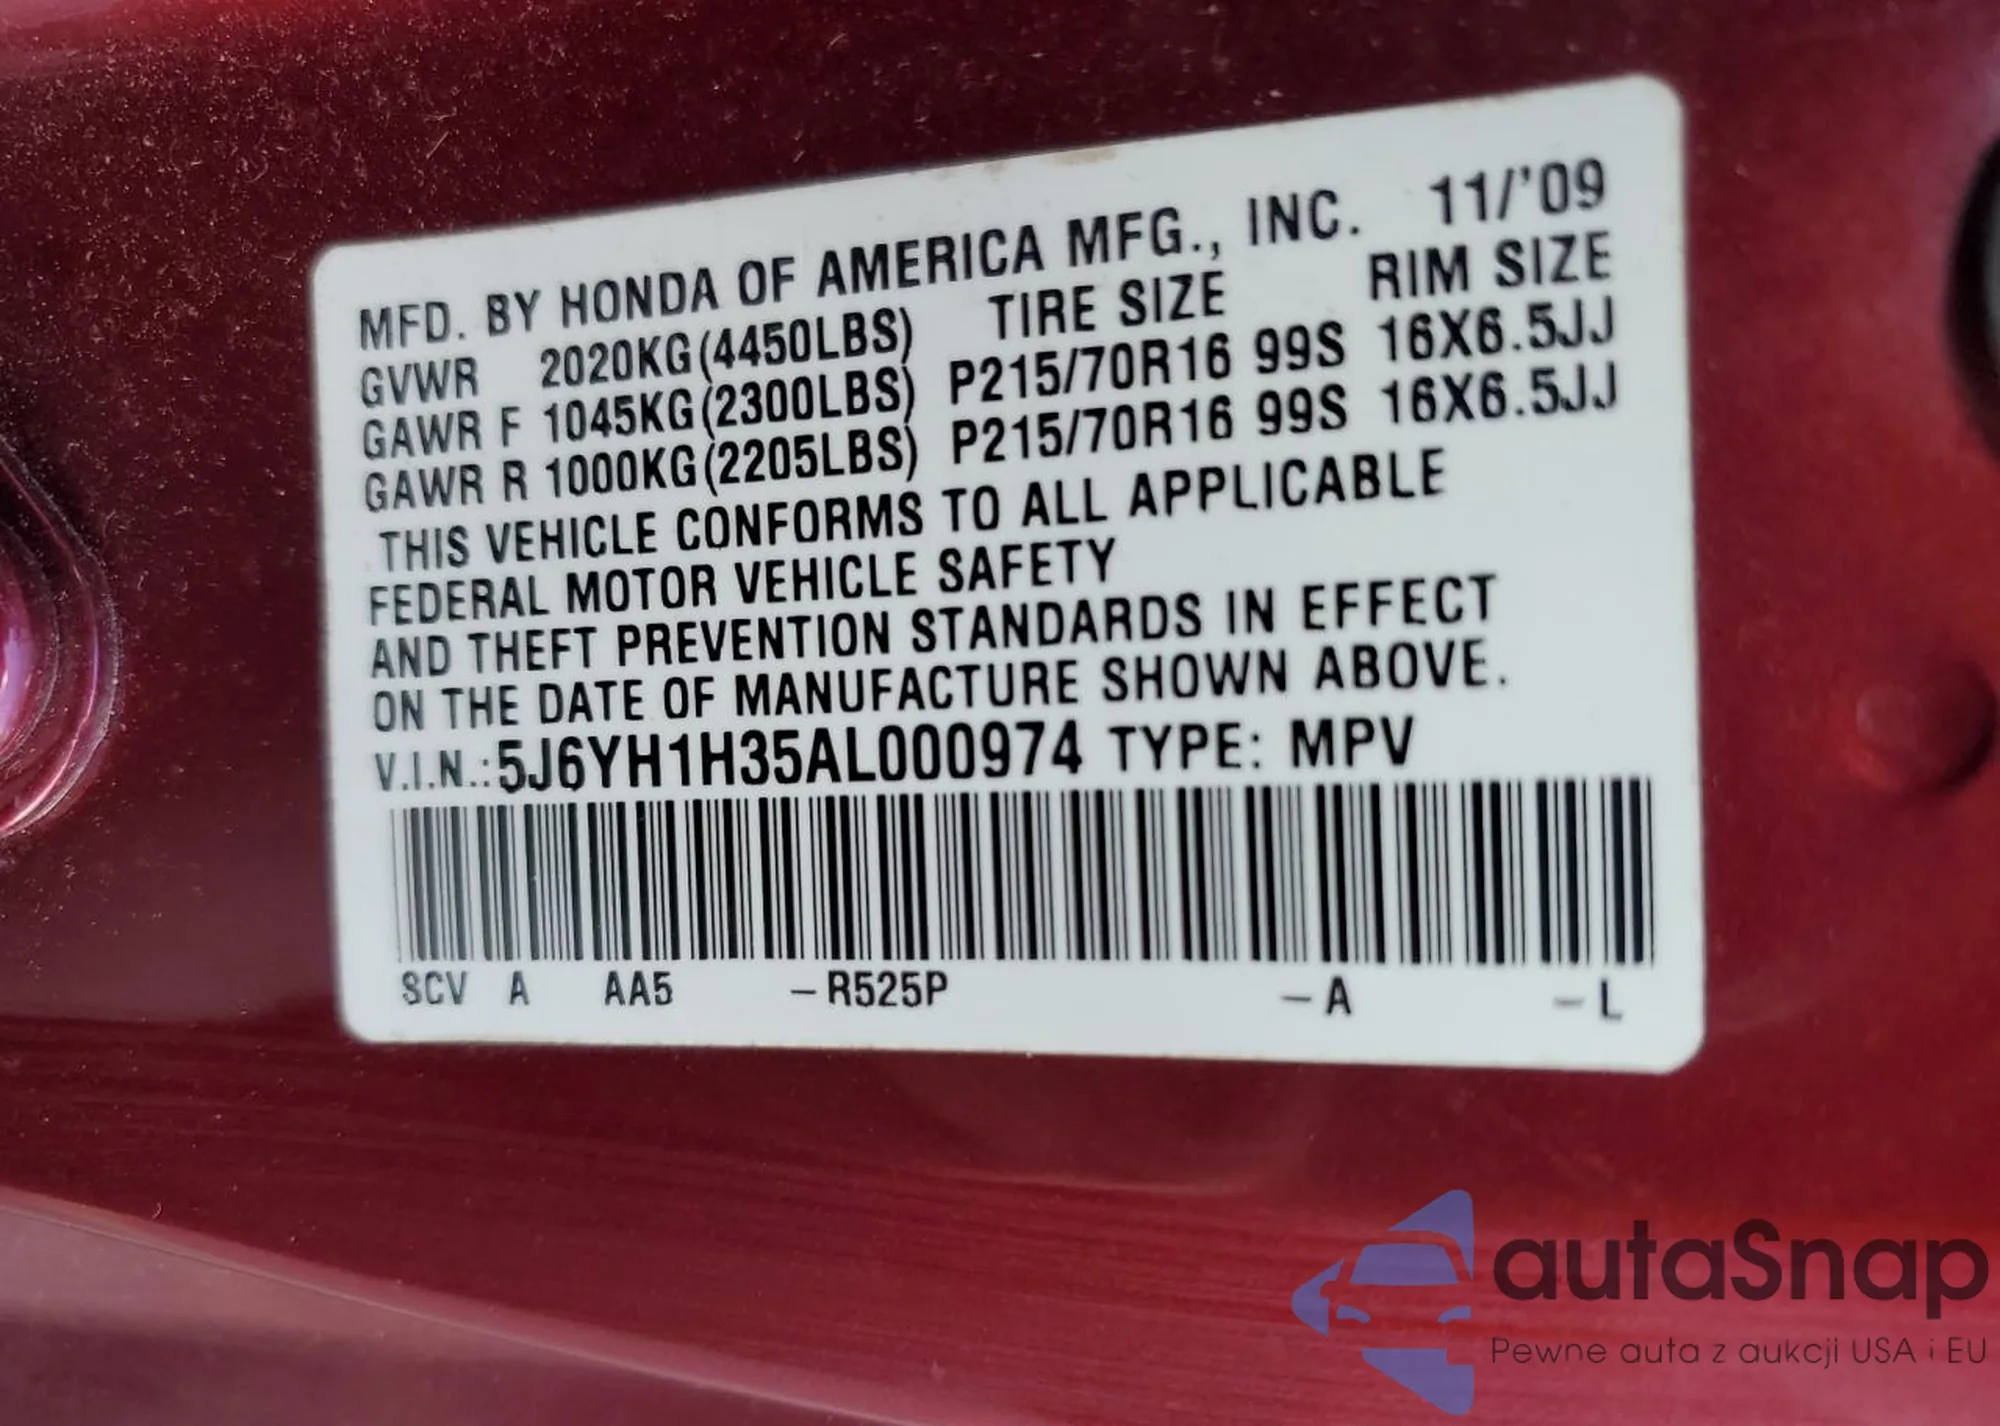 MFD. BY HONDA OF AMERICA MFG., INC. 11/'09
GVWR 2020KG(4450LBS) TIRE SIZE RIM SIZE
GAWR F 1045KG(2300LBS) P215/70R16 99S 16X6.5JJ
GAWR R 1000KG(2205LBS) P215/70R16 99S 16X6.5JJ
THIS VEHICLE CONFORMS TO ALL APPLICABLE
FEDERAL MOTOR VEHICLE SAFETY
AND THEFT PREVENTION STANDARDS IN EFFECT
ON THE DATE OF MANUFACTURE SHOWN ABOVE.
V.I.N.:5J6YH1H35AL000974 TYPE: MPV
SCV A AA5 –R525P –A –L
autaSnap
Pewne auta z aukcji USA i EU